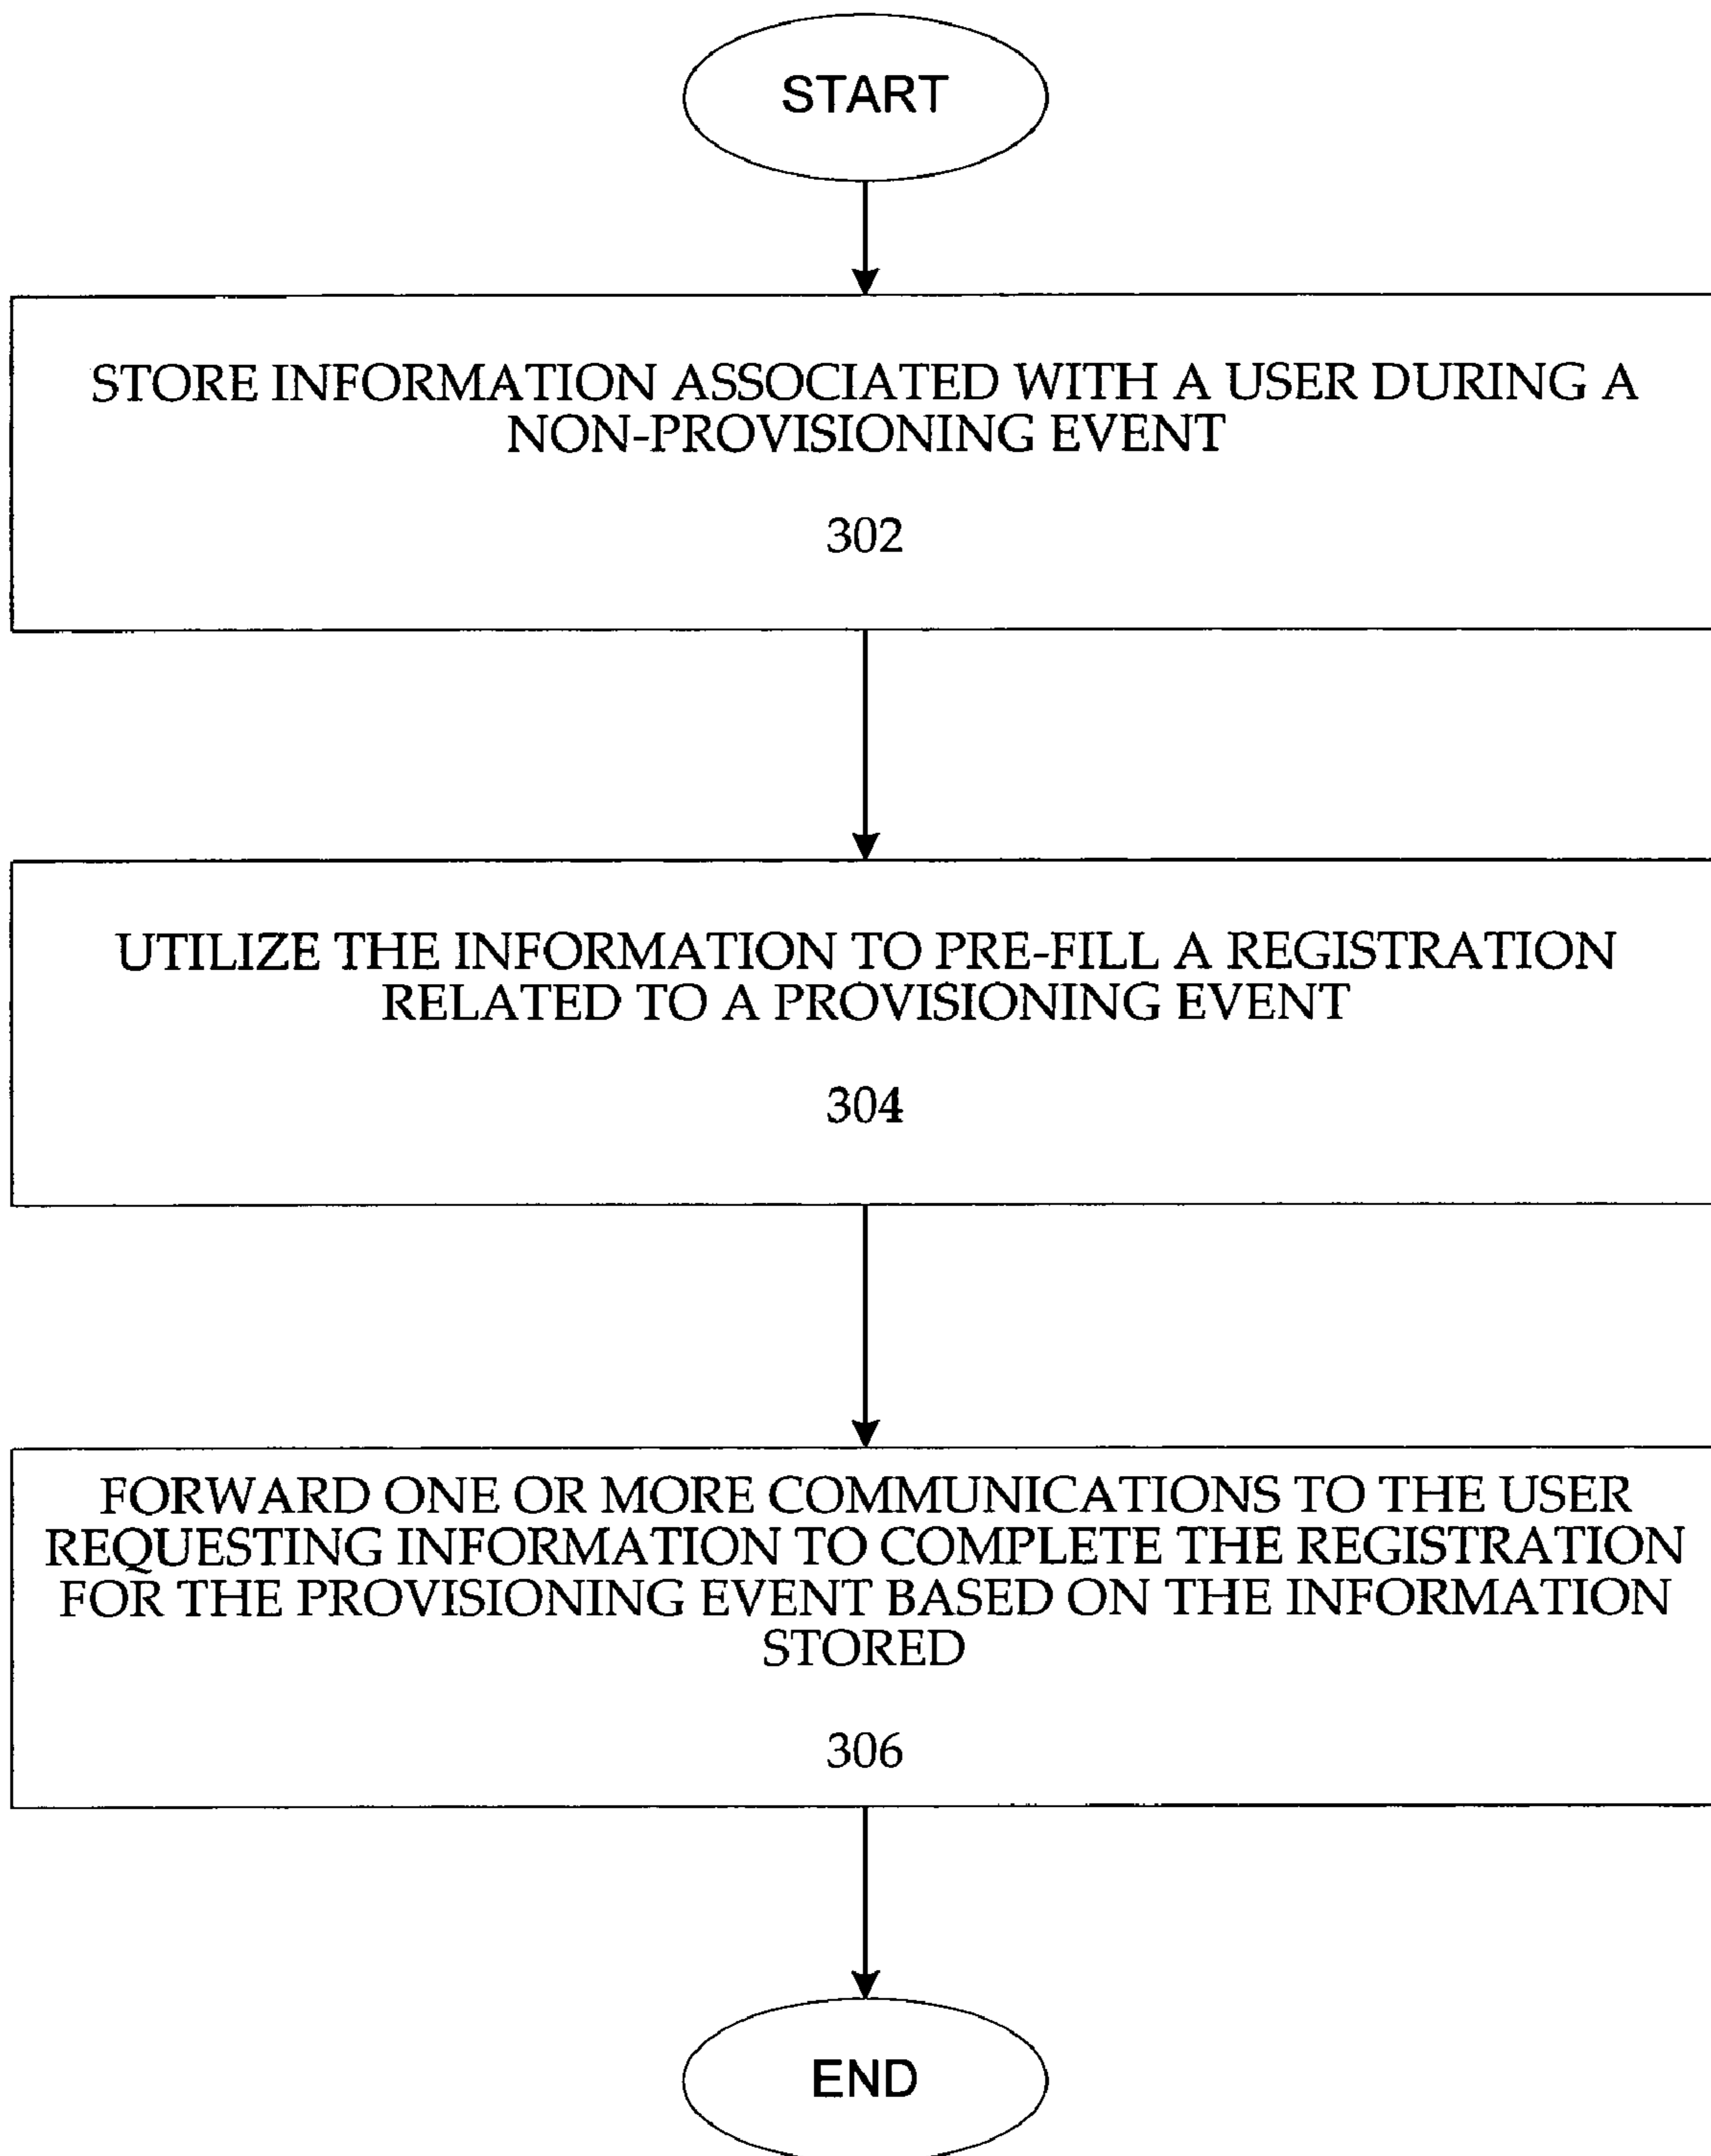 START
STORE INFORMATION ASSOCIATED WITH A USER DURING A
NON-PROVISIONING EVENT
302
UTILIZE THE INFORMATION TO PRE-FILL A REGISTRATION
RELATED TO A PROVISIONING EVENT
304
FORWARD ONE OR MORE COMMUNICATIONS TO THE USER
REQUESTING INFORMATION TO COMPLETE THE REGISTRATION
FOR THE PROVISIONING EVENT BASED ON THE INFORMATION
STORED
306
END